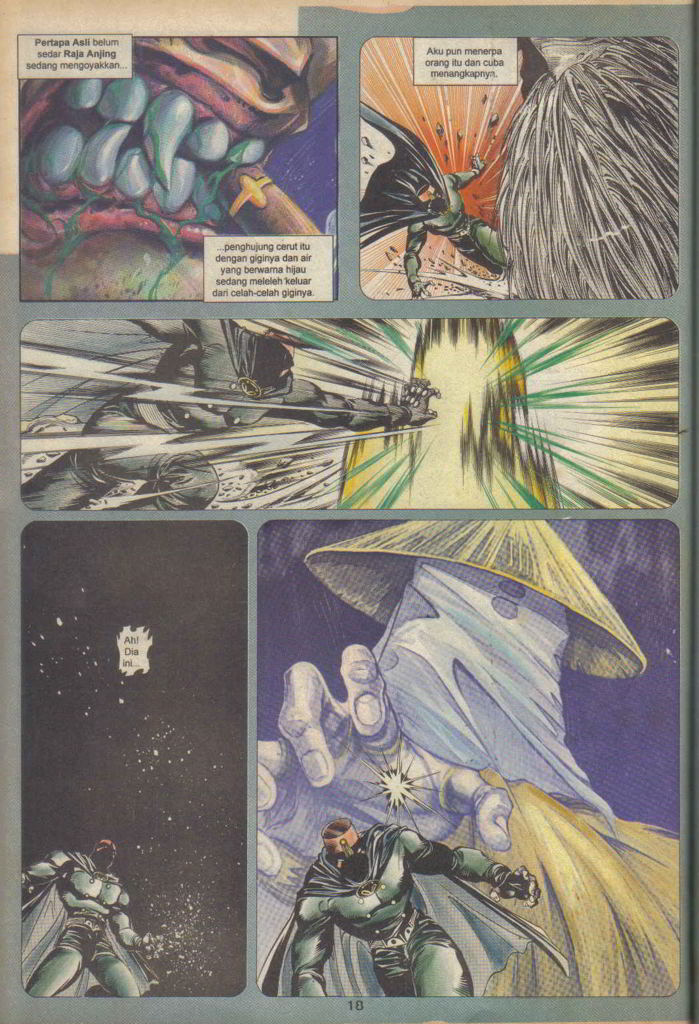 Pertapa Asli belum
sedar Raja Anjing
sedang mengoyakkan...
Aku pun menerpa
orang itu dan cuba
menangkapnya.
...penghujung cerut itu
dengan giginya dan air
yang berwarna hijau
sedang meleleh keluar
dari celah-celah giginya.
Ah!
Dia
ini...
18